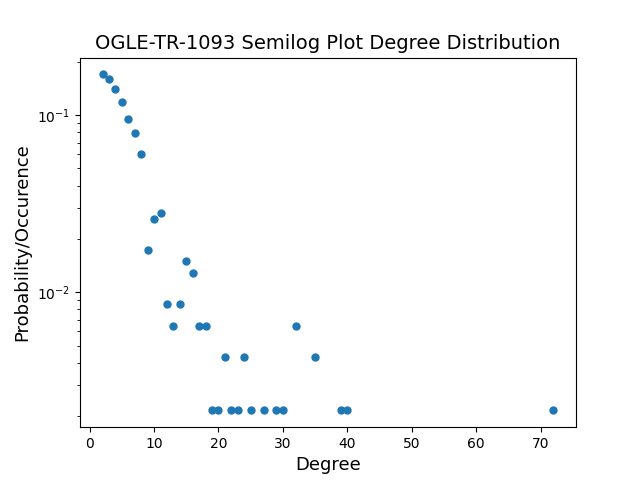 OGLE-TR-1093 Semilog Plot Degree Distribution
Probability/Occurence
10⁻¹
10⁻²
0 10 20 30 40 50 60 70
Degree